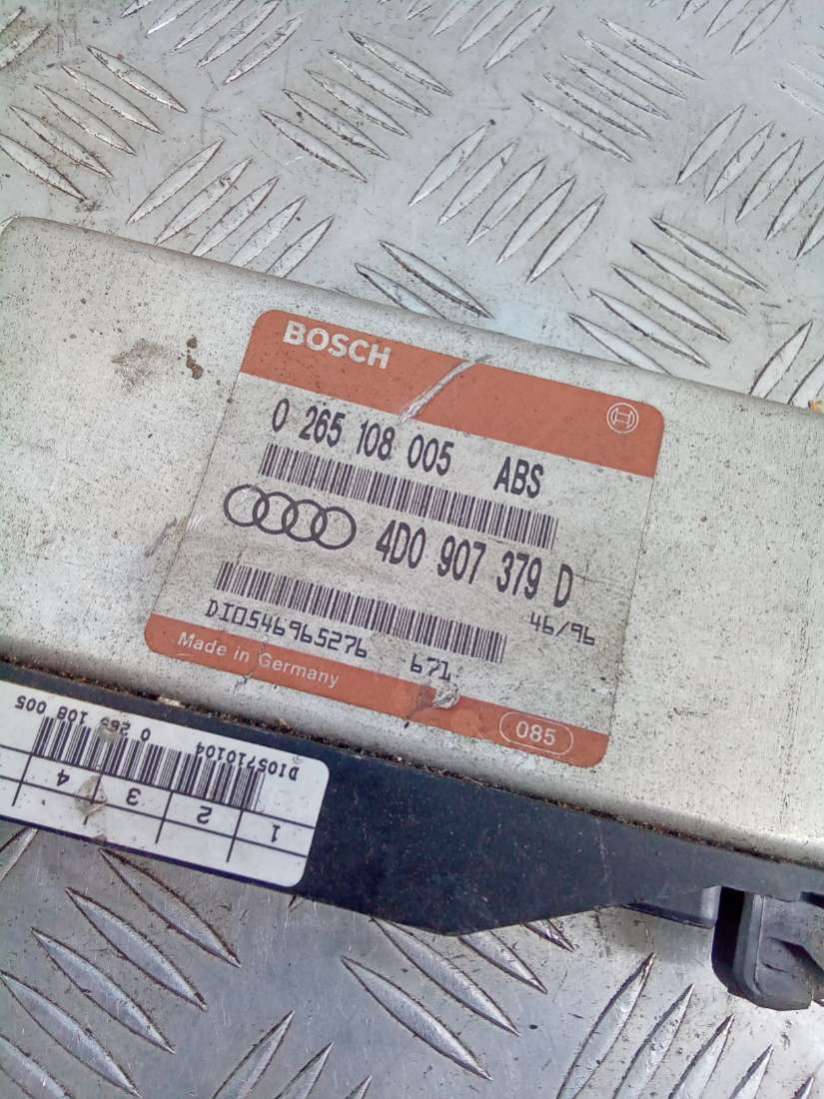 BOSCH
0 265 108 005 ABS
4D0 907 379 D
46/96
DI0546965276 671
Made in Germany
085
DI05710104
0 265 108 005
1 2 3 4